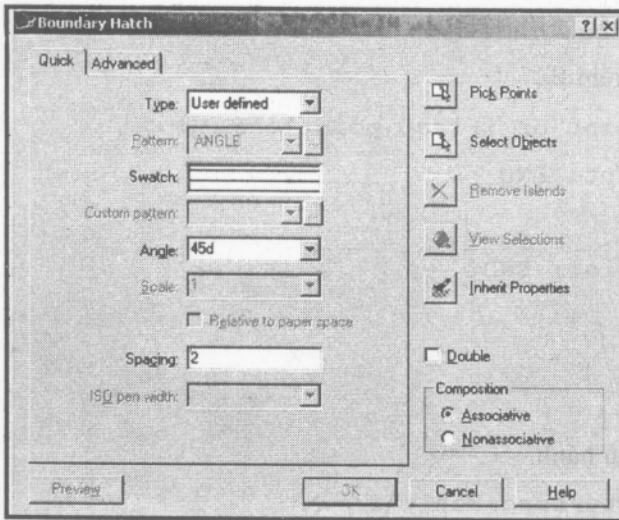 Boundary Hatch
Quick Advanced
Type: User defined
Pattern: ANGLE
Swatch:
Custom pattern:
Angle: 45d
Scale: 1
Relative to paper space
Spacing: 2
ISO pen width:
Pick Points
Select Objects
Remove Islands
View Selections
Inherit Properties
Double
Composition
Associative
Nonassociative
Preview OK Cancel Help